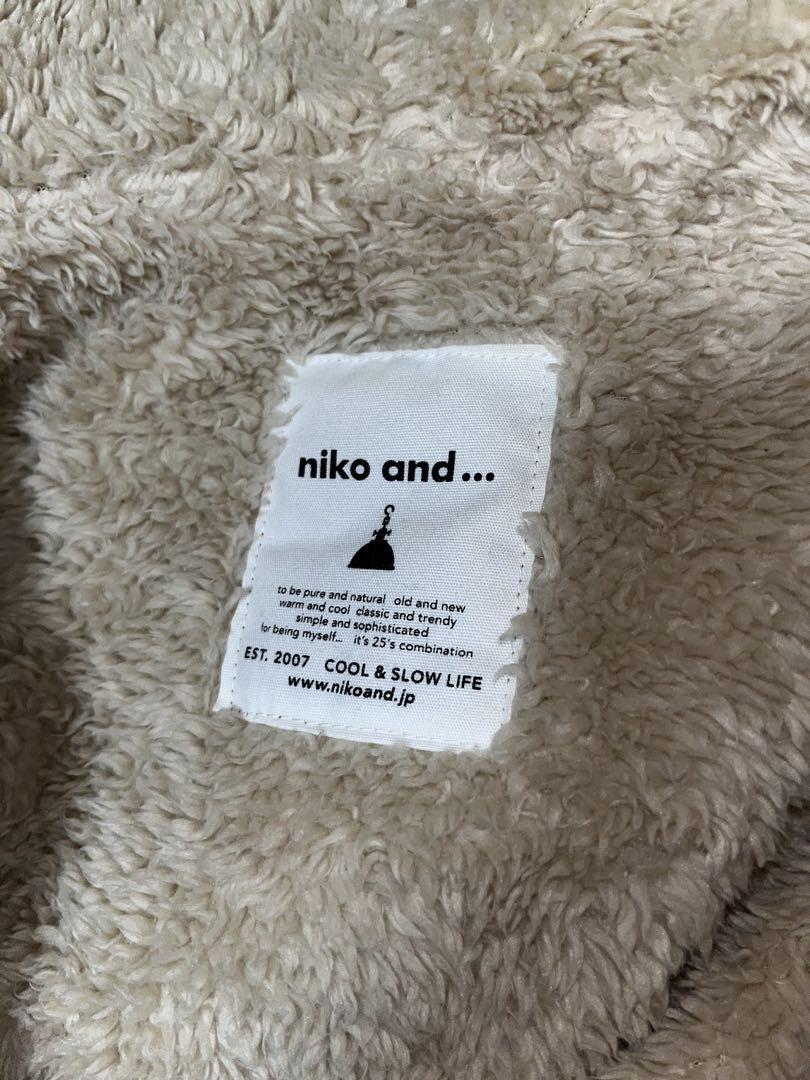 niko and...
to be pure and natural old and new
warm and cool classic and trendy
simple and sophisticated
for being myself... it's 25's combination
EST. 2007 COOL & SLOW LIFE
www.nikoand.jp